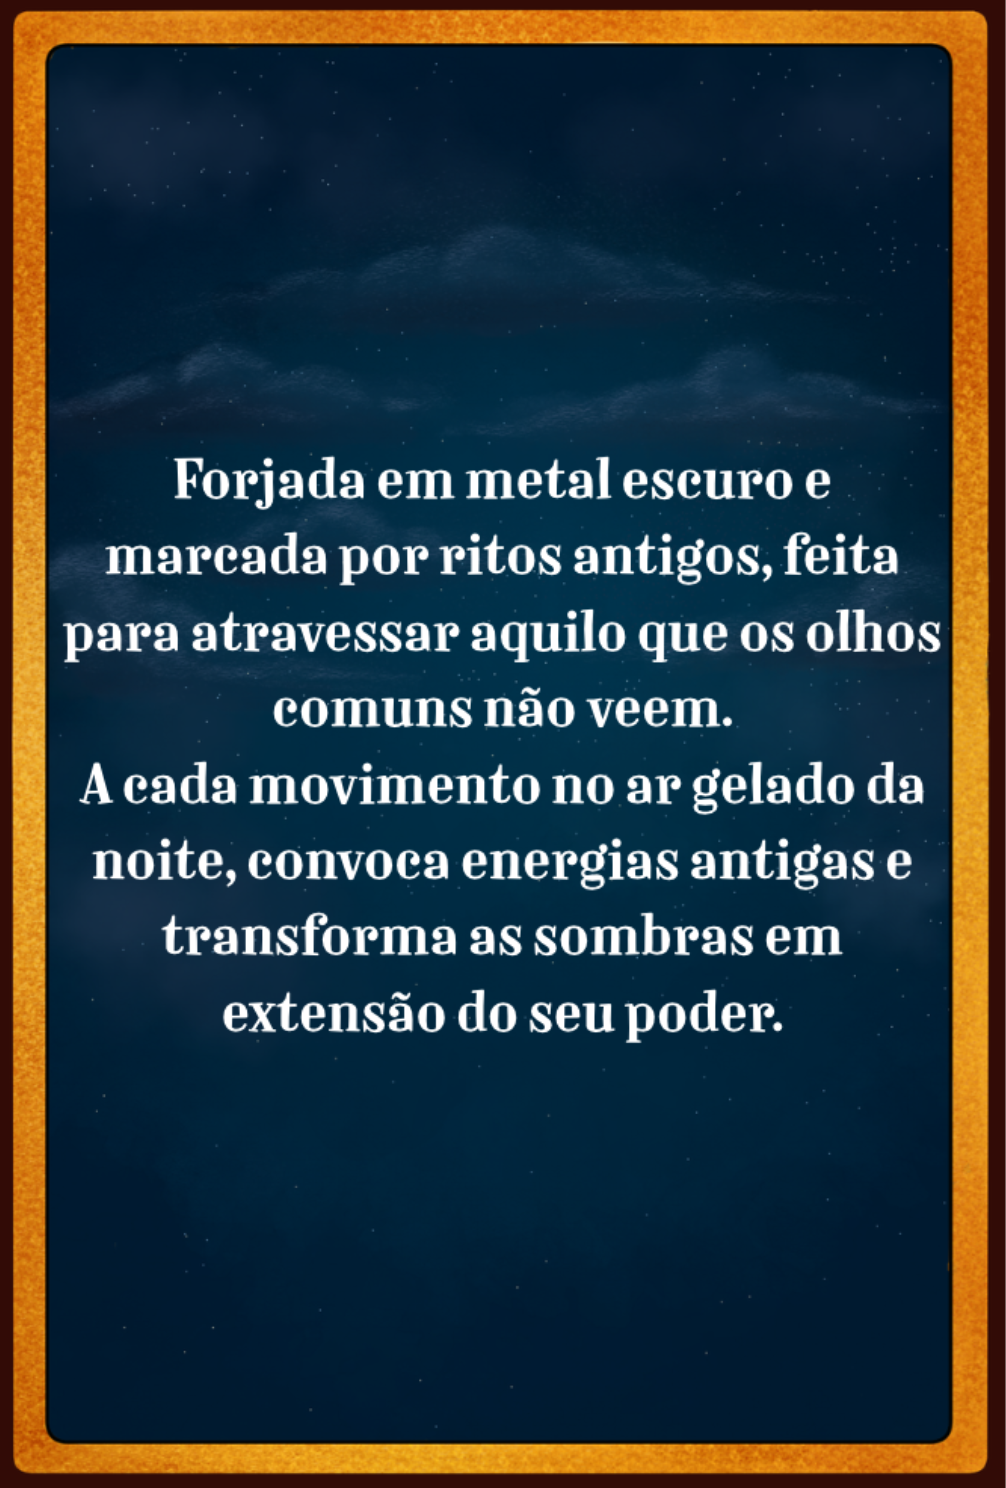 Forjada em metal escuro e
marcada por ritos antigos, feita
para atravessar aquilo que os olhos
comuns não veem.
A cada movimento no ar gelado da
noite, convoca energias antigas e
transforma as sombras em
extensão do seu poder.